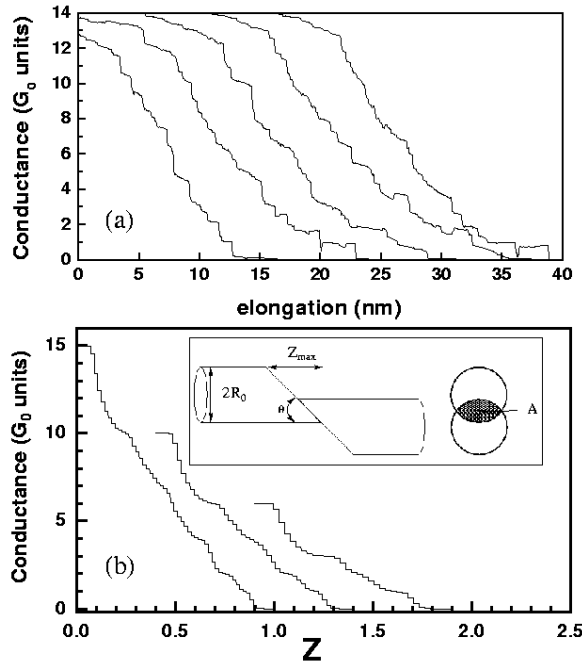 14
12
10
8
6
4
2
0
Conductance (G₀ units)
(a)
0 5 10 15 20 25 30 35 40
elongation (nm)
15
10
5
0
Conductance (G₀ units)
Zmax
2R₀
θ
A
(b)
0.0 0.5 1.0 1.5 2.0 2.5
Z